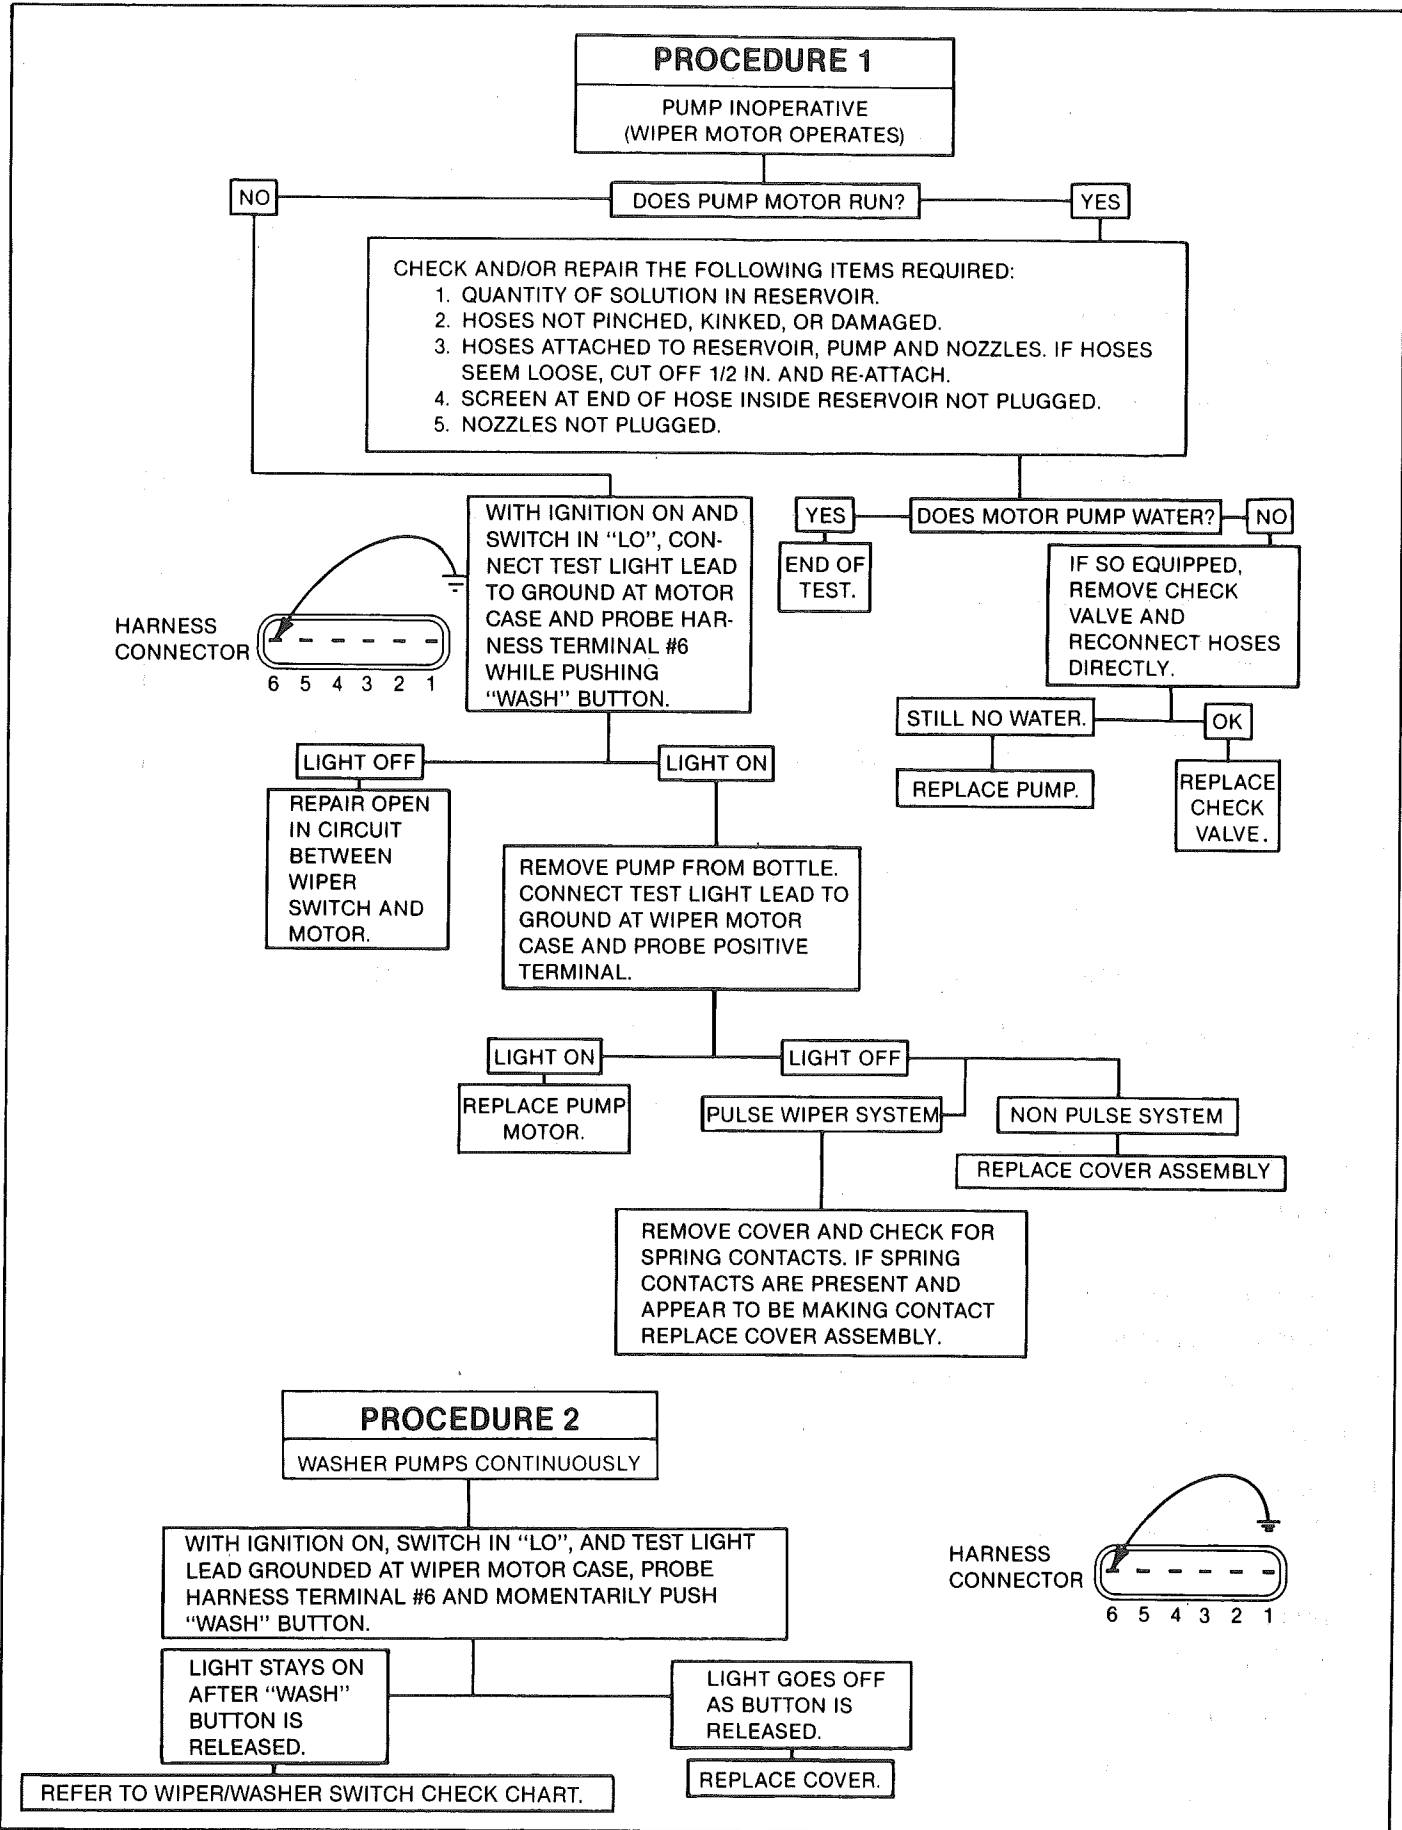 PROCEDURE 1
PUMP INOPERATIVE
(WIPER MOTOR OPERATES)
NO
DOES PUMP MOTOR RUN?
YES
CHECK AND/OR REPAIR THE FOLLOWING ITEMS REQUIRED:
1. QUANTITY OF SOLUTION IN RESERVOIR.
2. HOSES NOT PINCHED, KINKED, OR DAMAGED.
3. HOSES ATTACHED TO RESERVOIR, PUMP AND NOZZLES. IF HOSES
SEEM LOOSE, CUT OFF 1/2 IN. AND RE-ATTACH.
4. SCREEN AT END OF HOSE INSIDE RESERVOIR NOT PLUGGED.
5. NOZZLES NOT PLUGGED.
WITH IGNITION ON AND
SWITCH IN "LO", CON-
NECT TEST LIGHT LEAD
TO GROUND AT MOTOR
CASE AND PROBE HAR-
NESS TERMINAL #6
WHILE PUSHING
"WASH" BUTTON.
HARNESS
CONNECTOR
6 5 4 3 2 1
YES
DOES MOTOR PUMP WATER?
NO
END OF
TEST.
IF SO EQUIPPED,
REMOVE CHECK
VALVE AND
RECONNECT HOSES
DIRECTLY.
STILL NO WATER.
OK
REPLACE PUMP.
REPLACE
CHECK
VALVE.
LIGHT OFF
LIGHT ON
REPAIR OPEN
IN CIRCUIT
BETWEEN
WIPER
SWITCH AND
MOTOR.
REMOVE PUMP FROM BOTTLE.
CONNECT TEST LIGHT LEAD TO
GROUND AT WIPER MOTOR
CASE AND PROBE POSITIVE
TERMINAL.
LIGHT ON
LIGHT OFF
REPLACE PUMP
MOTOR.
PULSE WIPER SYSTEM
NON PULSE SYSTEM
REPLACE COVER ASSEMBLY
REMOVE COVER AND CHECK FOR
SPRING CONTACTS. IF SPRING
CONTACTS ARE PRESENT AND
APPEAR TO BE MAKING CONTACT
REPLACE COVER ASSEMBLY.
PROCEDURE 2
WASHER PUMPS CONTINUOUSLY
WITH IGNITION ON, SWITCH IN "LO", AND TEST LIGHT
LEAD GROUNDED AT WIPER MOTOR CASE, PROBE
HARNESS TERMINAL #6 AND MOMENTARILY PUSH
"WASH" BUTTON.
HARNESS
CONNECTOR
6 5 4 3 2 1
LIGHT STAYS ON
AFTER "WASH"
BUTTON IS
RELEASED.
LIGHT GOES OFF
AS BUTTON IS
RELEASED.
REFER TO WIPER/WASHER SWITCH CHECK CHART.
REPLACE COVER.